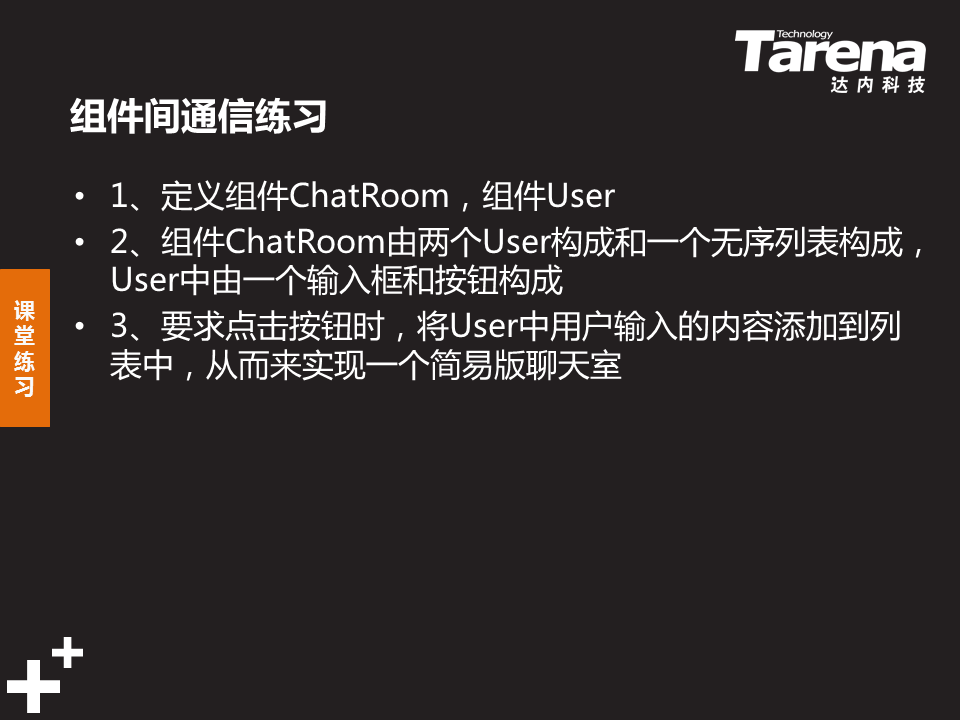 Technology
Tarena
达内科技
组件间通信练习
• 1、定义组件ChatRoom，组件User
• 2、组件ChatRoom由两个User构成和一个无序列表构成，
User中由一个输入框和按钮构成
• 3、要求点击按钮时，将User中用户输入的内容添加到列
表中，从而来实现一个简易版聊天室
课
堂
练
习